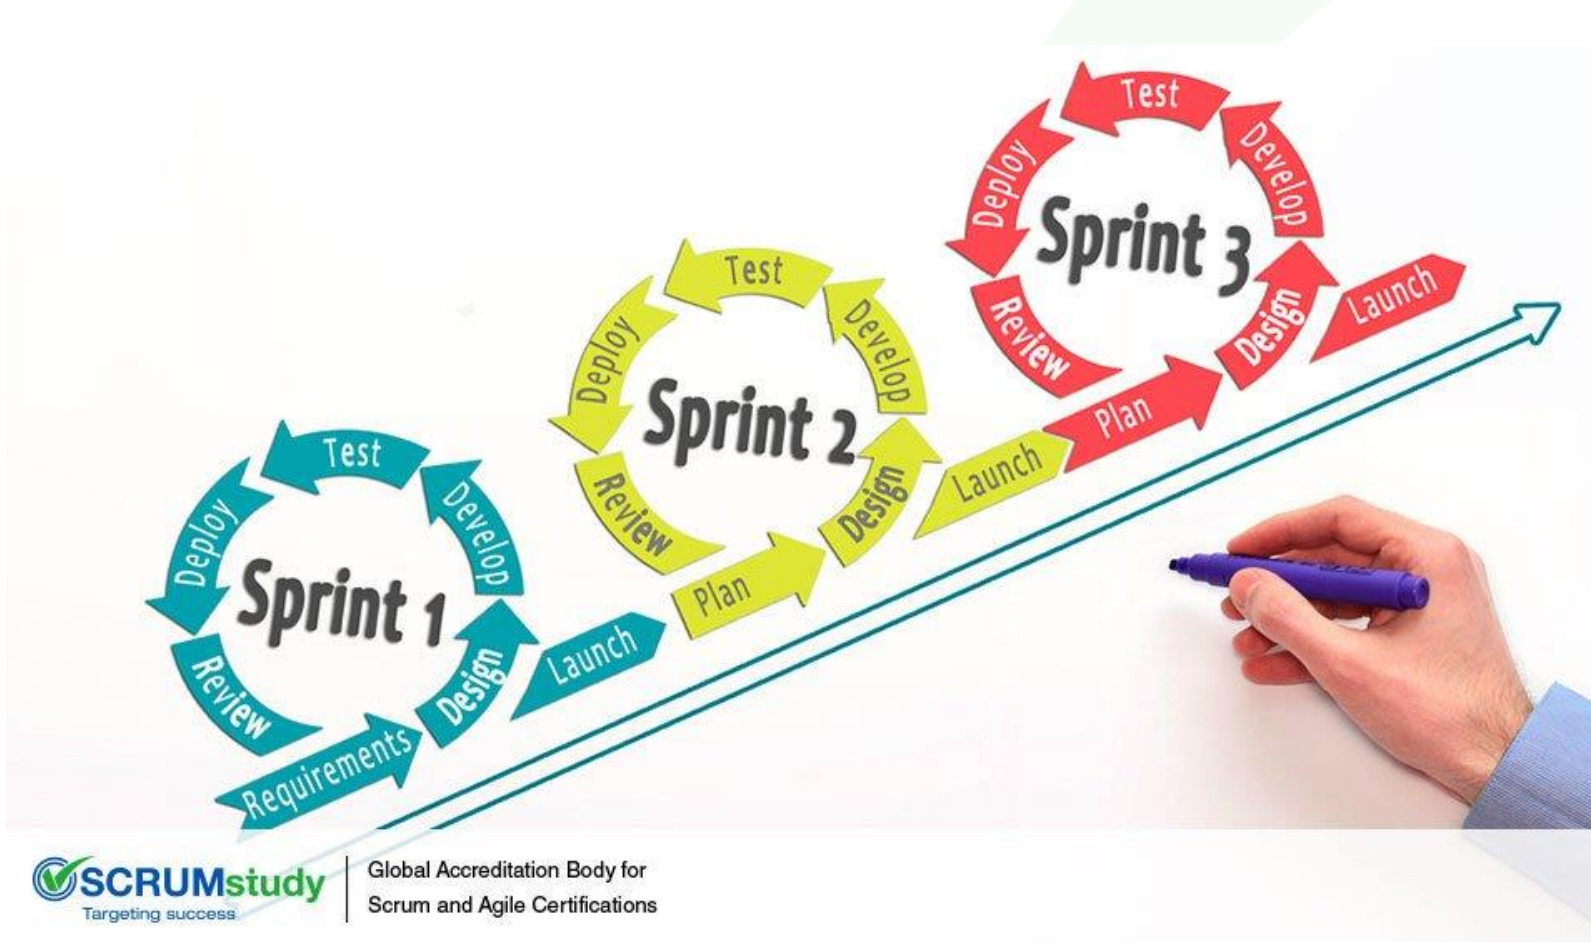 Sprint 1
Requirements
Design
Develop
Test
Deploy
Review
Launch
Sprint 2
Plan
Design
Develop
Test
Deploy
Review
Launch
Sprint 3
Plan
Design
Develop
Test
Deploy
Review
Launch
SCRUMstudy
Targeting success
Global Accreditation Body for
Scrum and Agile Certifications